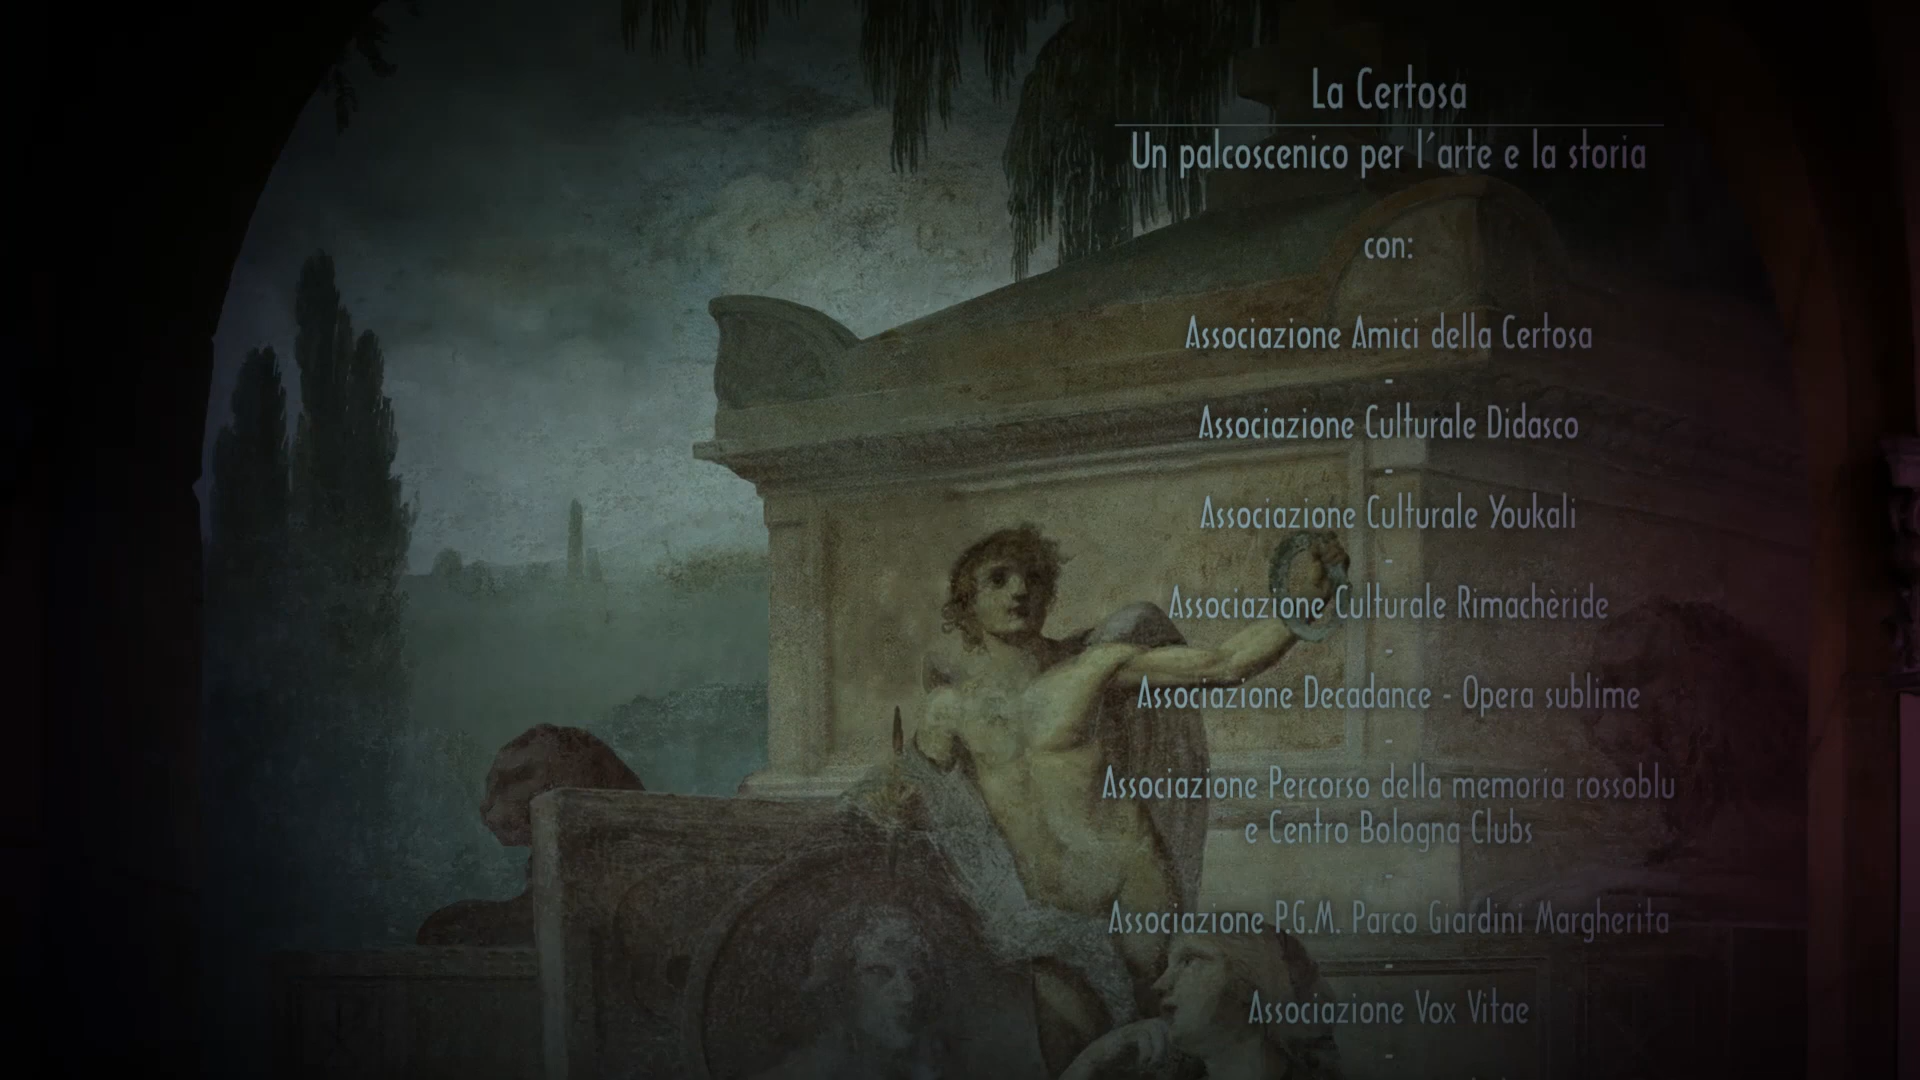 La Certosa
Un palcoscenico per l'arte e la storia
con:
Associazione Amici della Certosa
-
Associazione Culturale Didasco
-
Associazione Culturale Youkali
-
Associazione Culturale Rimachèride
-
Associazione Decadance - Opera sublime
-
Associazione Percorso della memoria rossoblu
e Centro Bologna Clubs
-
Associazione P.G.M. Parco Giardini Margherita
-
Associazione Vox Vitae
-